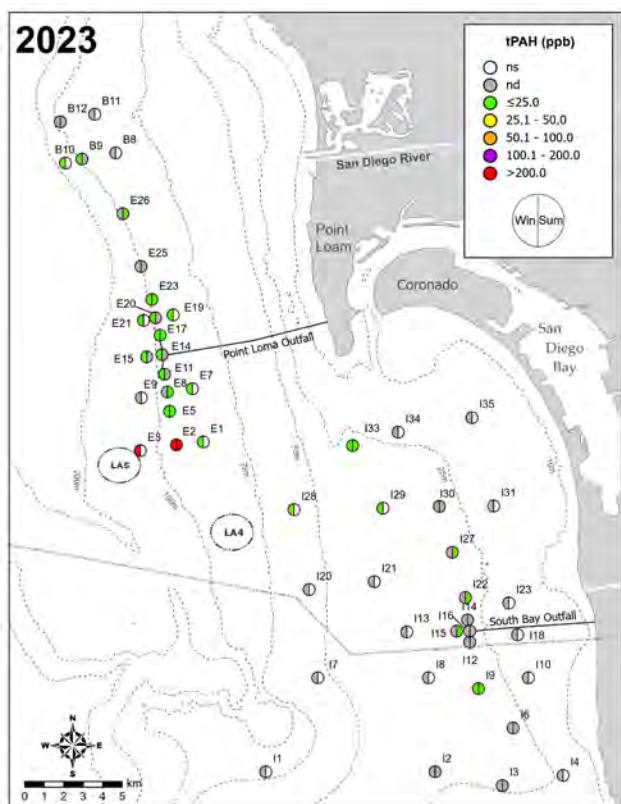 2023
tPAH (ppb)
ns
nd
≤25.0
25.1 - 50.0
50.1 - 100.0
100.1 - 200.0
>200.0
Win Sum
B12
B11
B10
B9
B8
E26
E25
E23
E20
E19
E21
E17
E14
E15
E11
E9
E8
E7
E5
E3
E2
E1
LA5
LA4
San Diego River
Point
Loam
Coronado
San
Diego
Bay
Point Loma Outfall
I35
I34
I33
I28
I29
I30
I31
I27
I20
I21
I22
I23
I14
I16
South Bay Outfall
I13
I15
I18
I12
I7
I8
I9
I10
I6
I1
I2
I3
I4
100m
25m
N
W
E
S
0 1 2 3 4 5
km